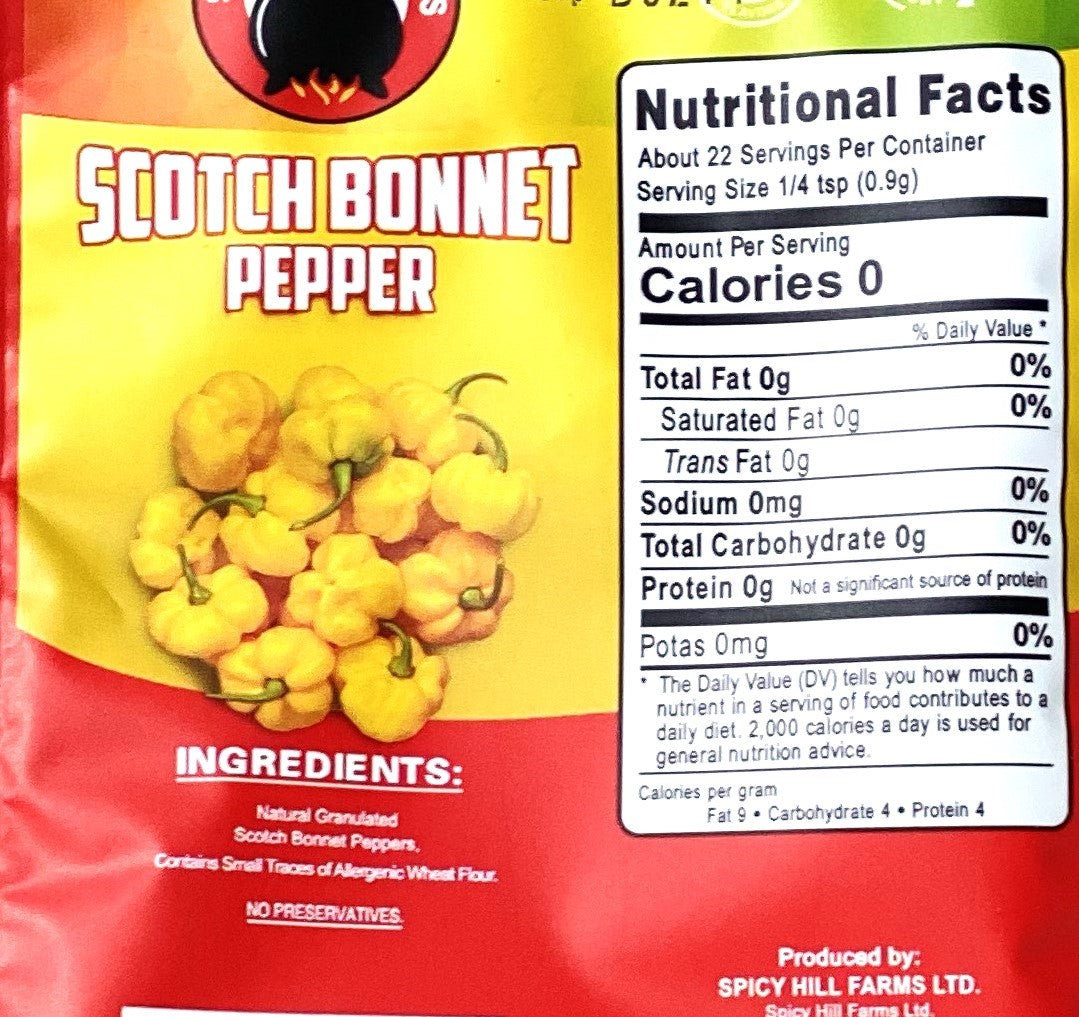 SCOTCH BONNET
PEPPER
INGREDIENTS:
Natural Granulated
Scotch Bonnet Peppers,
Contains Small Traces of Allergenic Wheat Flour.
NO PRESERVATIVES.
Nutritional Facts
About 22 Servings Per Container
Serving Size 1/4 tsp (0.9g)
Amount Per Serving
Calories 0
% Daily Value *
Total Fat 0g 0%
Saturated Fat 0g 0%
Trans Fat 0g
Sodium 0mg 0%
Total Carbohydrate 0g 0%
Protein 0g Not a significant source of protein
Potas 0mg 0%
* The Daily Value (DV) tells you how much a
nutrient in a serving of food contributes to a
daily diet. 2,000 calories a day is used for
general nutrition advice.
Calories per gram
Fat 9 • Carbohydrate 4 • Protein 4
Produced by:
SPICY HILL FARMS LTD.
Spicy Hill Farms Ltd.